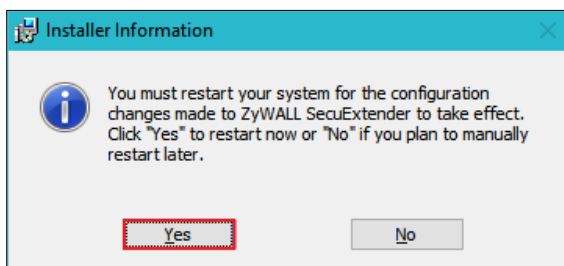 Installer Information
You must restart your system for the configuration
changes made to ZyWALL SecuExtender to take effect.
Click "Yes" to restart now or "No" if you plan to manually
restart later.
Yes
No